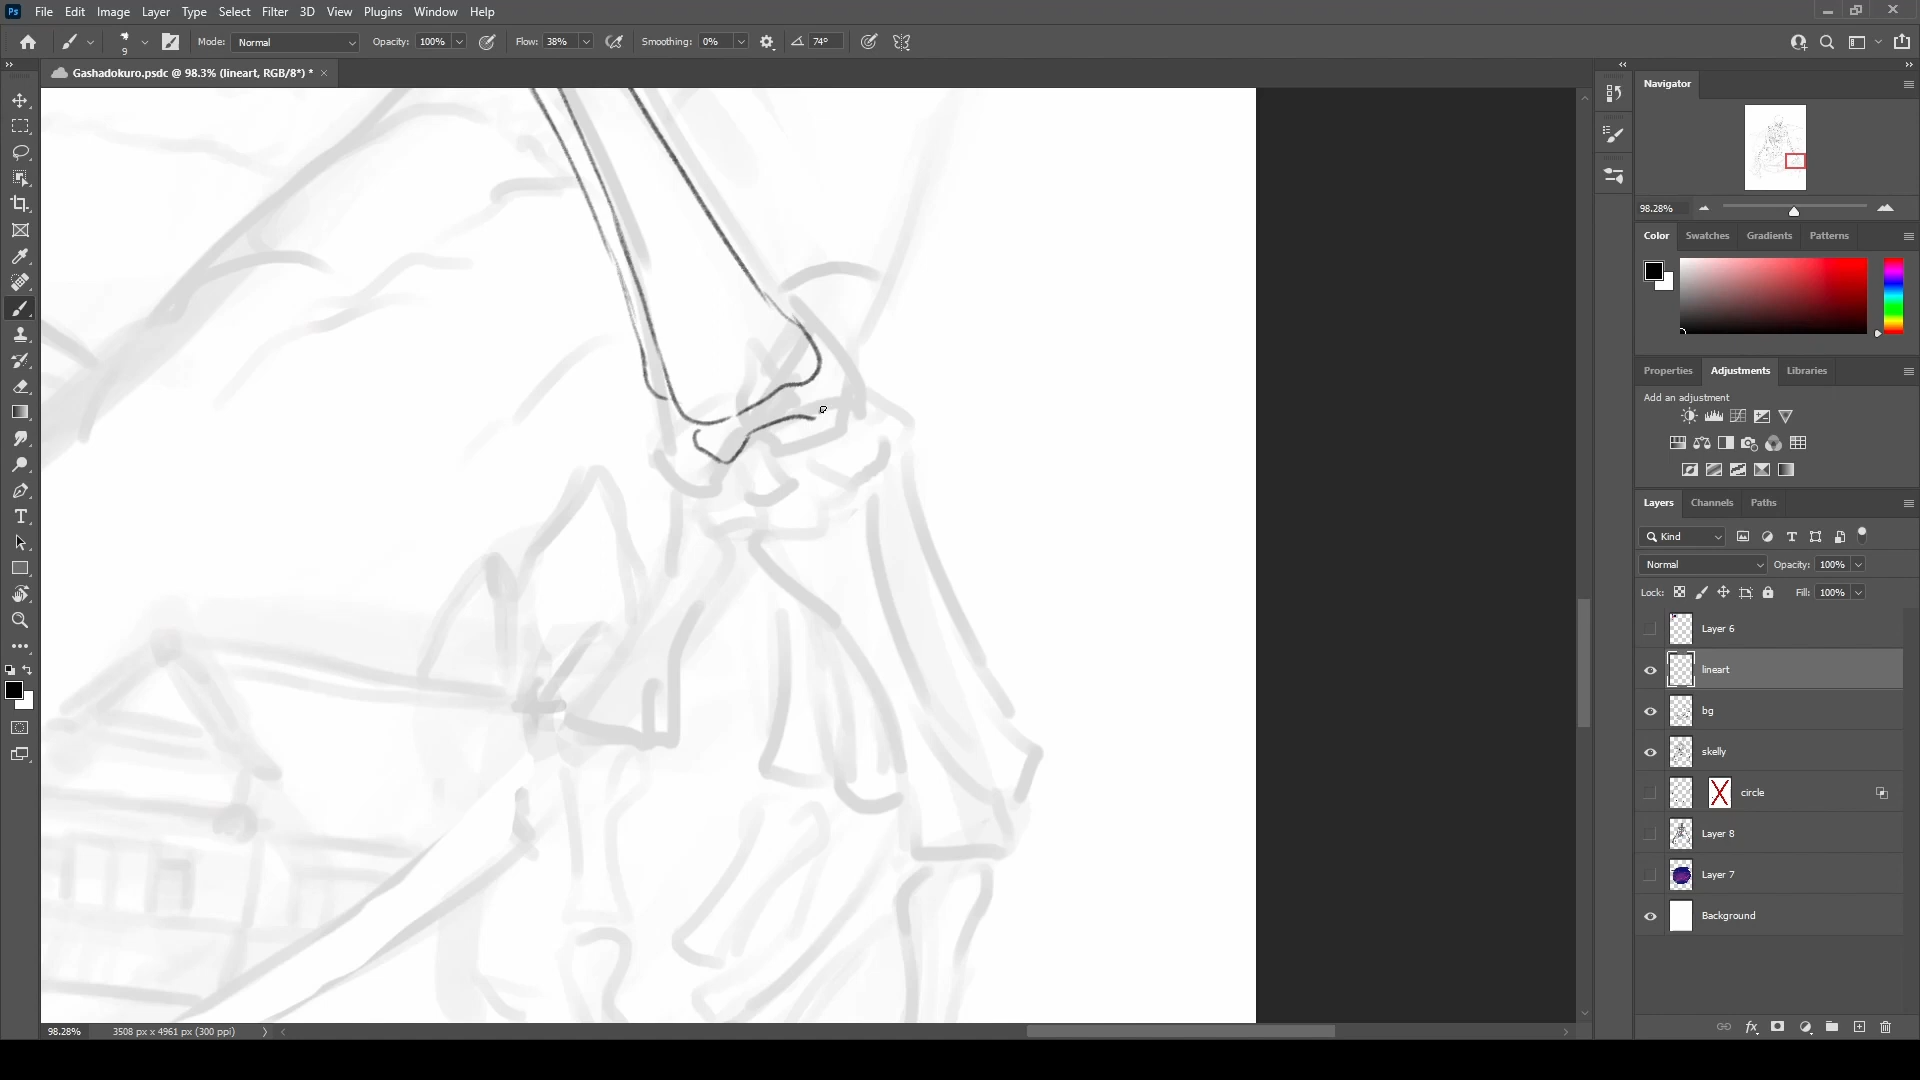 Ps File Edit Image Layer Type Select Filter 3D View Plugins Window Help
9 Mode: Normal Opacity: 100% Flow: 38% Smoothing: 0% 74°
Gashadokuro.psdc @ 98.3% (lineart, RGB/8*) * ×
Navigator
98.28%
Color Swatches Gradients Patterns
Properties Adjustments Libraries
Add an adjustment
Layers Channels Paths
Kind
Normal Opacity: 100%
Lock: Fill: 100%
Layer 6
lineart
bg
skelly
circle
Layer 8
Layer 7
Background
98.28% 3508 px x 4961 px (300 ppi)